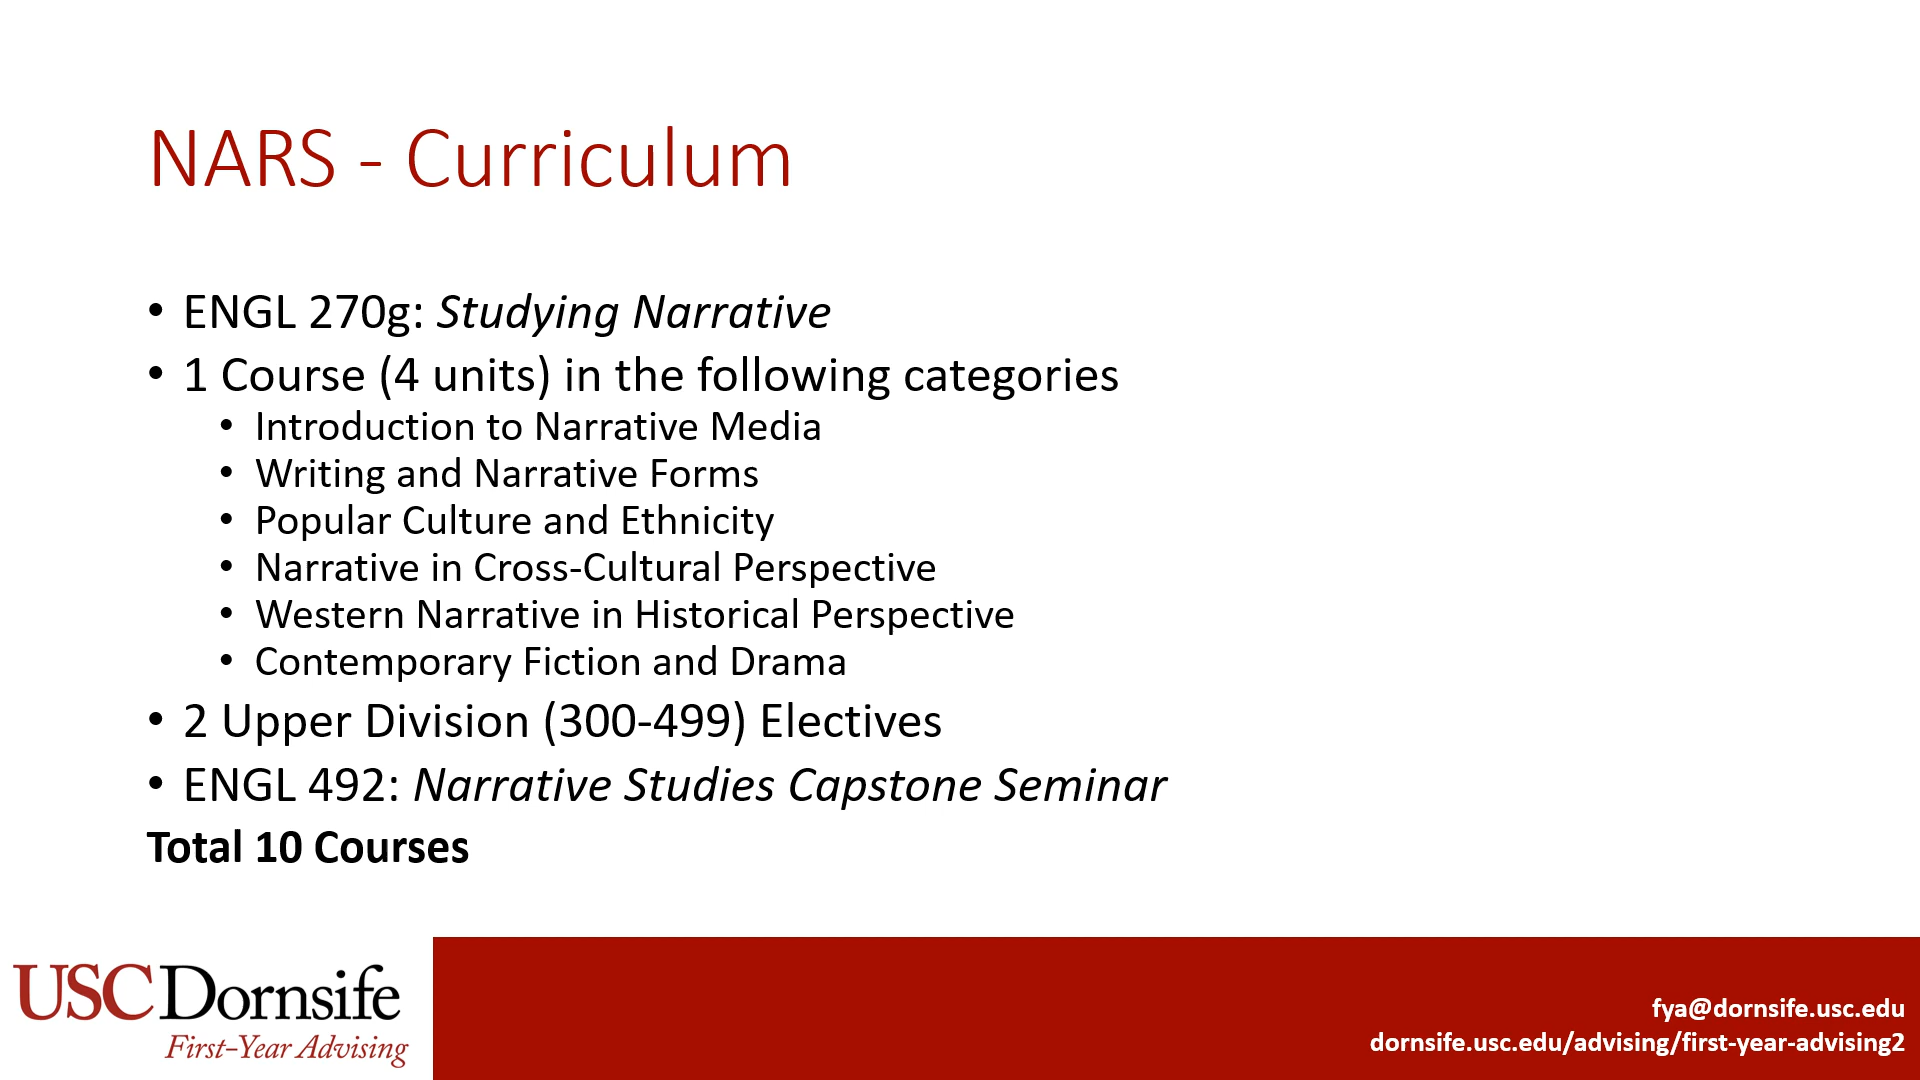 NARS - Curriculum
• ENGL 270g: Studying Narrative
• 1 Course (4 units) in the following categories
• Introduction to Narrative Media
• Writing and Narrative Forms
• Popular Culture and Ethnicity
• Narrative in Cross-Cultural Perspective
• Western Narrative in Historical Perspective
• Contemporary Fiction and Drama
• 2 Upper Division (300-499) Electives
• ENGL 492: Narrative Studies Capstone Seminar
Total 10 Courses
USC Dornsife
First-Year Advising
fya@dornsife.usc.edu
dornsife.usc.edu/advising/first-year-advising2